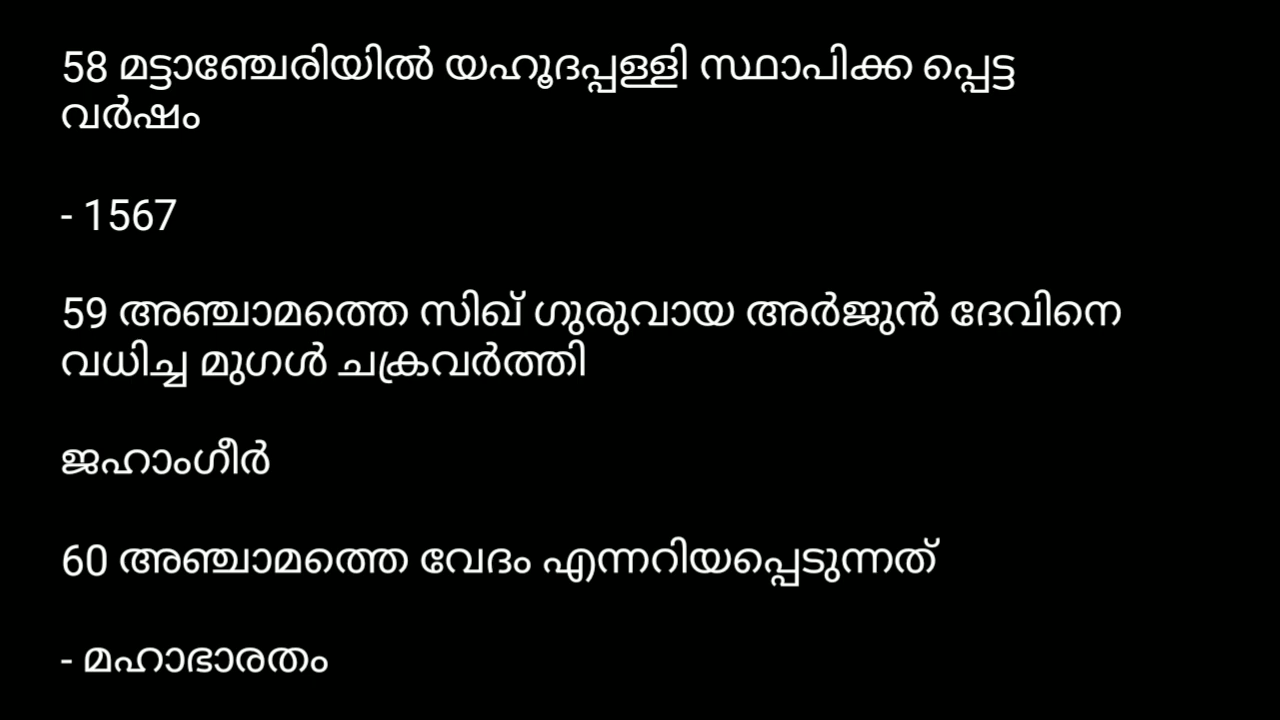 58 മട്ടാഞ്ചേരിയിൽ യഹൂദപ്പള്ളി സ്ഥാപിക്ക പ്പെട്ട
വർഷം
- 1567
59 അഞ്ചാമത്തെ സിഖ് ഗുരുവായ അർജുൻ ദേവിനെ
വധിച്ച മുഗൾ ചക്രവർത്തി
ജഹാംഗീർ
60 അഞ്ചാമത്തെ വേദം എന്നറിയപ്പെടുന്നത്
- മഹാഭാരതം